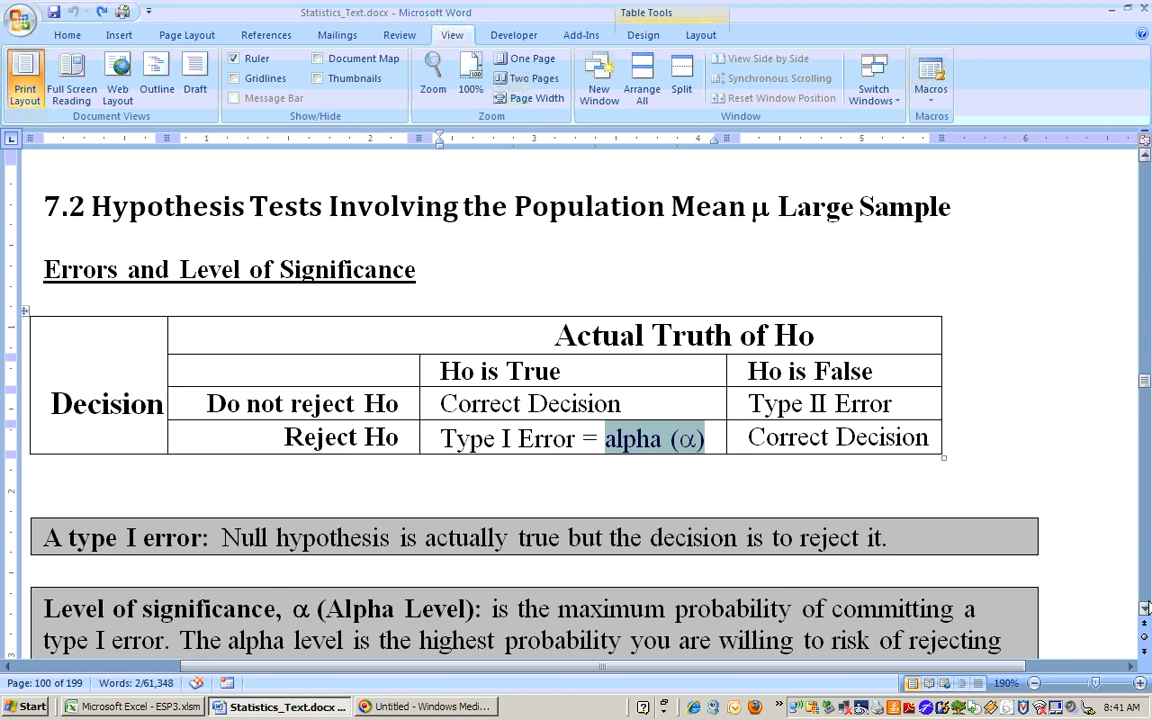 Statistics_Text.docx - Microsoft Word
Table Tools
Home Insert Page Layout References Mailings Review View Developer Add-Ins Design Layout
Print Layout
Full Screen Reading
Web Layout
Outline
Draft
Document Views
Ruler
Gridlines
Message Bar
Document Map
Thumbnails
Show/Hide
Zoom
100%
One Page
Two Pages
Page Width
Zoom
New Window
Arrange All
Split
View Side by Side
Synchronous Scrolling
Reset Window Position
Window
Switch Windows
Macros
Macros
1 2 3 4 5 6
7.2 Hypothesis Tests Involving the Population Mean μ Large Sample
Errors and Level of Significance
Actual Truth of Ho
Ho is True Ho is False
Decision
Do not reject Ho Correct Decision Type II Error
Reject Ho Type I Error = alpha (α) Correct Decision
A type I error: Null hypothesis is actually true but the decision is to reject it.
Level of significance, α (Alpha Level): is the maximum probability of committing a
type I error. The alpha level is the highest probability you are willing to risk of rejecting
Page: 100 of 199 Words: 2/61,348 190%
Start Microsoft Excel - ESP3.xlsm Statistics_Text.docx ... Untitled - Windows Medi... 8:41 AM